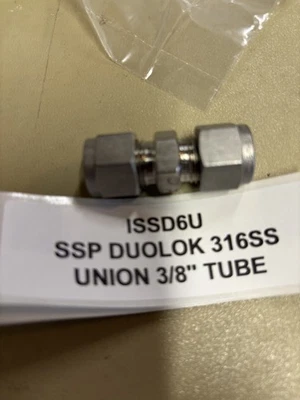 ISSD6U
SSP DUOLOK 316SS
UNION 3/8" TUBE